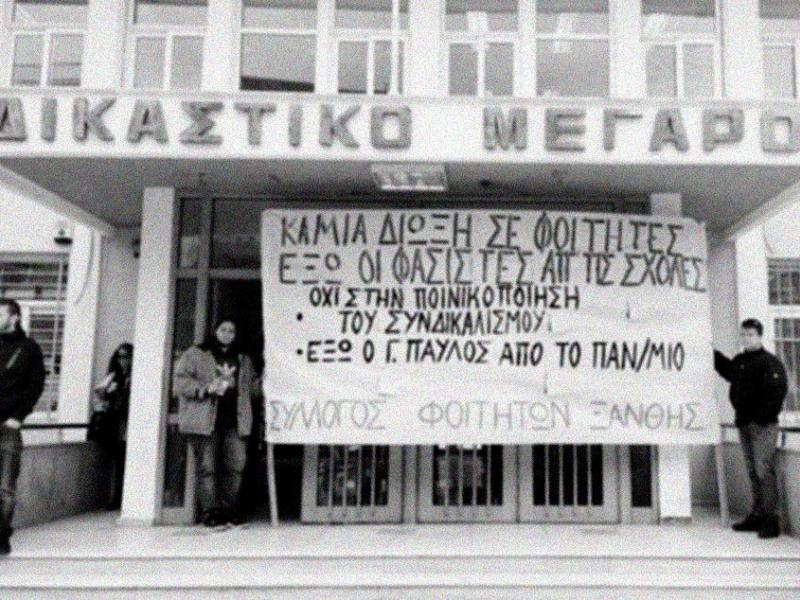 ΔΙΚΑΣΤΙΚΟ ΜΕΓΑΡΟ
ΚΑΜΙΑ ΔΙΩΞΗ ΣΕ ΦΟΙΤΗΤΕΣ
ΕΞΩ ΟΙ ΦΑΣΙΣΤΕΣ ΑΠ ΤΙΣ ΣΧΟΛΕΣ
ΟΧΙ ΣΤΗΝ ΠΟΙΝΙΚΟΠΟΙΗΣΗ
• ΤΟΥ ΣΥΝΔΙΚΑΛΙΣΜΟΥ
• ΕΞΩ Ο Γ. ΠΑΥΛΟΣ ΑΠΟ ΤΟ ΠΑΝ/ΜΙΟ
ΣΥΛΛΟΓΟΣ ΦΟΙΤΗΤΩΝ ΞΑΝΘΗΣ